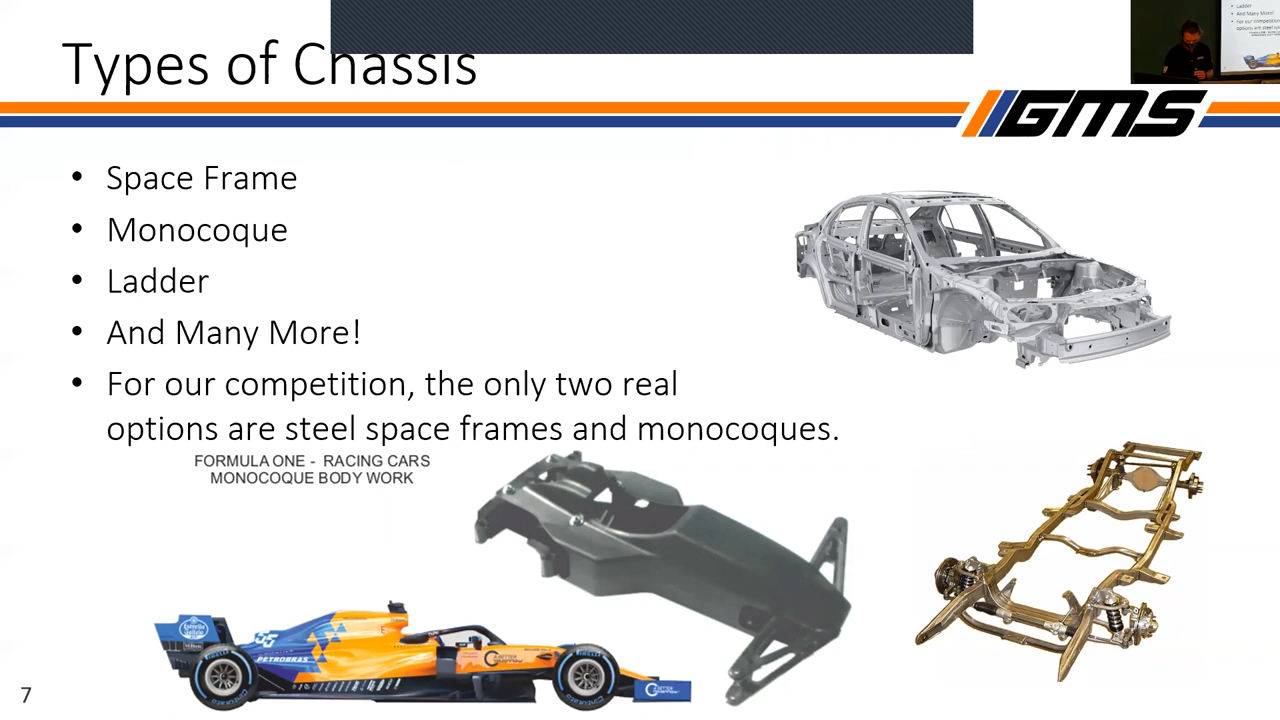 Types of Chassis
GMS
• Space Frame
• Monocoque
• Ladder
• And Many More!
• For our competition, the only two real
options are steel space frames and monocoques.
FORMULA ONE - RACING CARS
MONOCOQUE BODY WORK
55
PETROBRAS
7